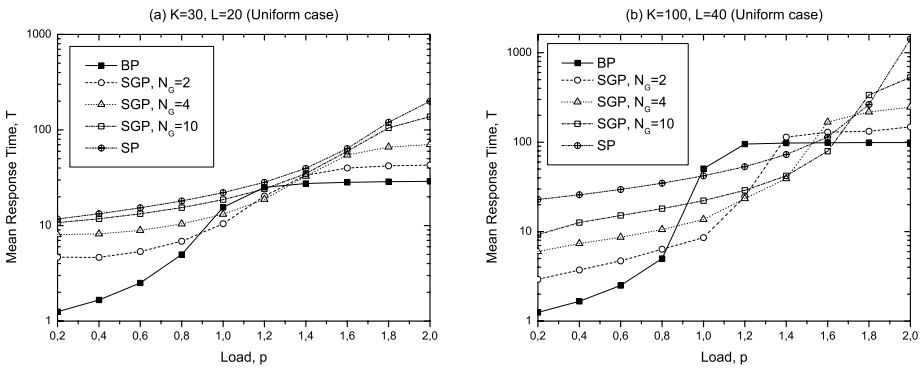 (a) K=30, L=20 (Uniform case)
1000
100
10
1
Mean Response Time, T
BP
SGP, N_G=2
SGP, N_G=4
SGP, N_G=10
SP
0,2 0,4 0,6 0,8 1,0 1,2 1,4 1,6 1,8 2,0
Load, p
(b) K=100, L=40 (Uniform case)
1000
100
10
1
Mean Response Time, T
BP
SGP, N_G=2
SGP, N_G=4
SGP, N_G=10
SP
0,2 0,4 0,6 0,8 1,0 1,2 1,4 1,6 1,8 2,0
Load, p